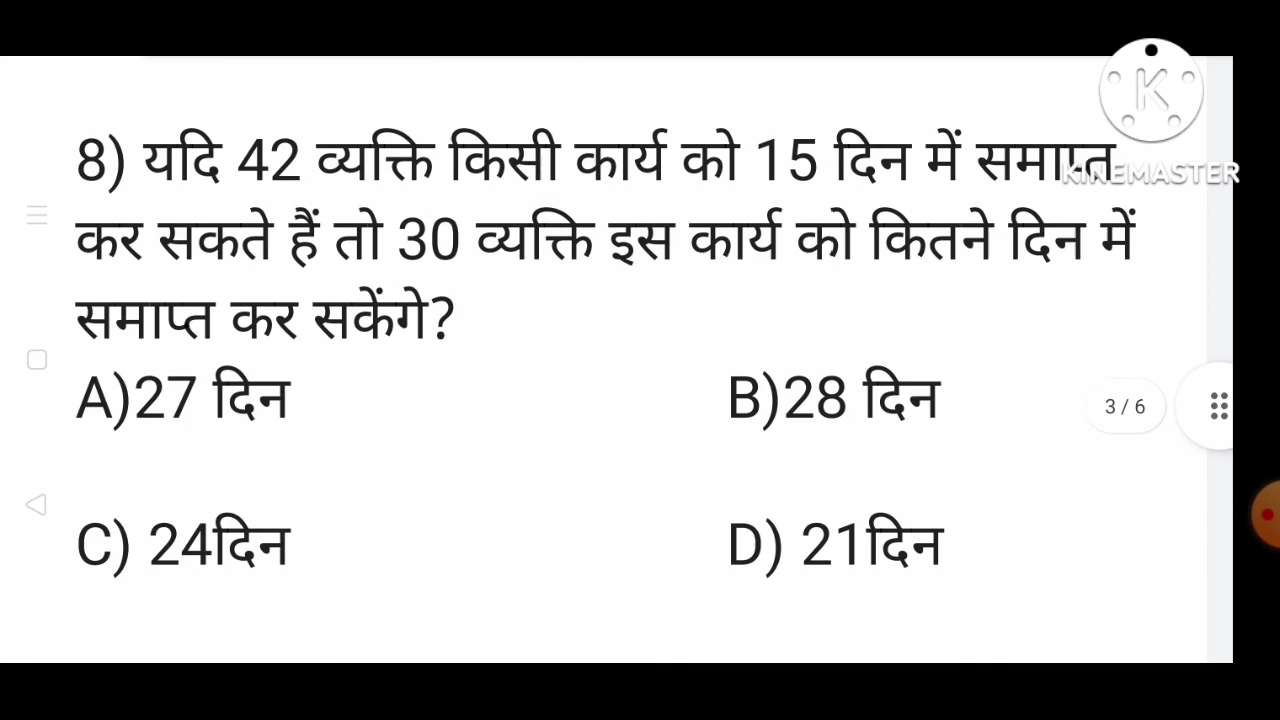 8) यदि 42 व्यक्ति किसी कार्य को 15 दिन में समाप्त
कर सकते हैं तो 30 व्यक्ति इस कार्य को कितने दिन में
समाप्त कर सकेंगे?
A)27 दिन B)28 दिन
C) 24दिन D) 21दिन
3 / 6
K
KINEMASTER